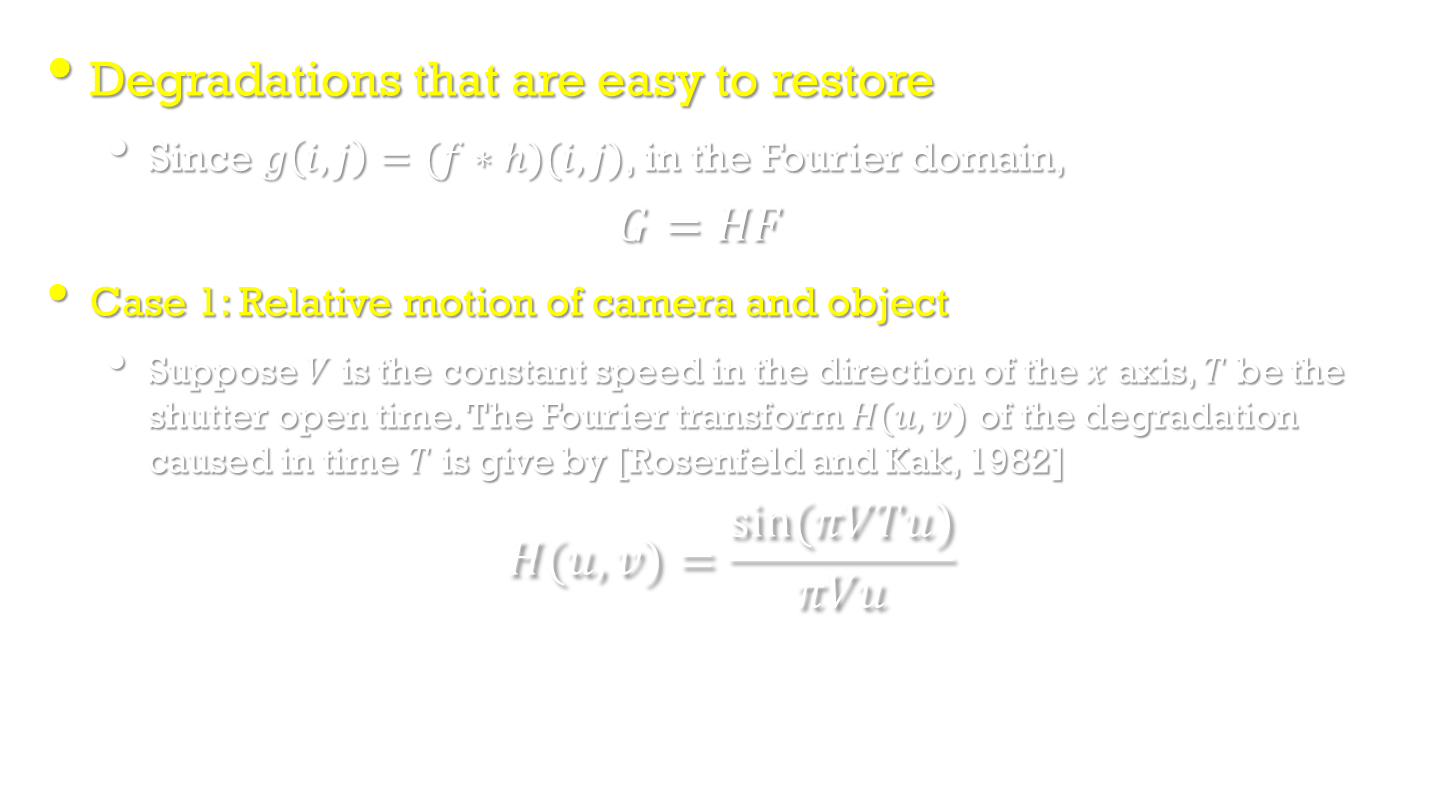 • Degradations that are easy to restore
• Since g(i, j) = (f ∗ h)(i, j), in the Fourier domain,
G = HF
• Case 1: Relative motion of camera and object
• Suppose V is the constant speed in the direction of the x axis, T be the
shutter open time. The Fourier transform H(u, v) of the degradation
caused in time T is give by [Rosenfeld and Kak, 1982]
H(u, v) = sin(πVTu) / πVu